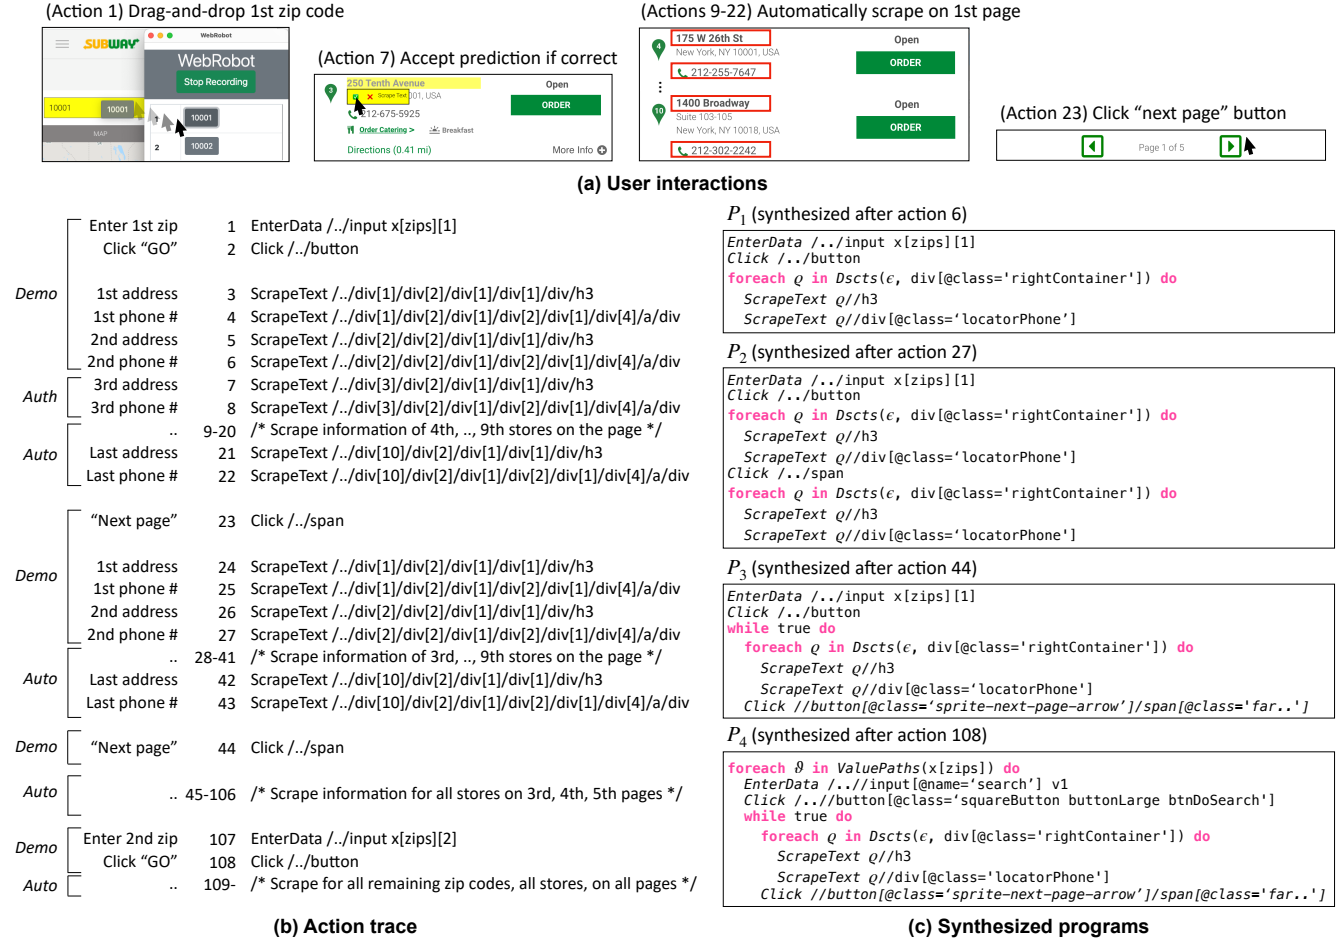 (Action 1) Drag-and-drop 1st zip code
SUBWAY
WebRobot
WebRobot
Stop Recording
10001
10001
1
10001
MAP
2
10002
(Action 7) Accept prediction if correct
3
250 Tenth Avenue
Scrape Text 001, USA
212-675-5925
Order Catering >
Breakfast
Directions (0.41 mi)
Open
ORDER
More Info
(Actions 9-22) Automatically scrape on 1st page
4
175 W 26th St
New York, NY 10001, USA
212-255-7647
Open
ORDER
⋮
10
1400 Broadway
Suite 103-105
New York, NY 10018, USA
212-302-2242
Open
ORDER
(Action 23) Click “next page” button
Page 1 of 5
(a) User interactions
Demo
Enter 1st zip 1 EnterData /../input x[zips][1]
Click “GO” 2 Click /../button
1st address 3 ScrapeText /../div[1]/div[2]/div[1]/div[1]/div/h3
1st phone # 4 ScrapeText /../div[1]/div[2]/div[1]/div[2]/div[1]/div[4]/a/div
2nd address 5 ScrapeText /../div[2]/div[2]/div[1]/div[1]/div/h3
2nd phone # 6 ScrapeText /../div[2]/div[2]/div[1]/div[2]/div[1]/div[4]/a/div
Auth
3rd address 7 ScrapeText /../div[3]/div[2]/div[1]/div[1]/div/h3
3rd phone # 8 ScrapeText /../div[3]/div[2]/div[1]/div[2]/div[1]/div[4]/a/div
Auto
.. 9-20 /* Scrape information of 4th, .., 9th stores on the page */
Last address 21 ScrapeText /../div[10]/div[2]/div[1]/div[1]/div/h3
Last phone # 22 ScrapeText /../div[10]/div[2]/div[1]/div[2]/div[1]/div[4]/a/div
Demo
“Next page” 23 Click /../span
1st address 24 ScrapeText /../div[1]/div[2]/div[1]/div[1]/div/h3
1st phone # 25 ScrapeText /../div[1]/div[2]/div[1]/div[2]/div[1]/div[4]/a/div
2nd address 26 ScrapeText /../div[2]/div[2]/div[1]/div[1]/div/h3
2nd phone # 27 ScrapeText /../div[2]/div[2]/div[1]/div[2]/div[1]/div[4]/a/div
Auto
.. 28-41 /* Scrape information of 3rd, .., 9th stores on the page */
Last address 42 ScrapeText /../div[10]/div[2]/div[1]/div[1]/div/h3
Last phone # 43 ScrapeText /../div[10]/div[2]/div[1]/div[2]/div[1]/div[4]/a/div
Demo
“Next page” 44 Click /../span
Auto
.. 45-106 /* Scrape information for all stores on 3rd, 4th, 5th pages */
Demo
Enter 2nd zip 107 EnterData /../input x[zips][2]
Click “GO” 108 Click /../button
Auto
.. 109- /* Scrape for all remaining zip codes, all stores, on all pages */
(b) Action trace
P1 (synthesized after action 6)
EnterData /../input x[zips][1]
Click /../button
foreach ϱ in Dscts(ϵ, div[@class='rightContainer']) do
ScrapeText ϱ//h3
ScrapeText ϱ//div[@class=‘locatorPhone’]
P2 (synthesized after action 27)
EnterData /../input x[zips][1]
Click /../button
foreach ϱ in Dscts(ϵ, div[@class='rightContainer']) do
ScrapeText ϱ//h3
ScrapeText ϱ//div[@class=‘locatorPhone']
Click /../span
foreach ϱ in Dscts(ϵ, div[@class='rightContainer']) do
ScrapeText ϱ//h3
ScrapeText ϱ//div[@class=‘locatorPhone']
P3 (synthesized after action 44)
EnterData /../input x[zips][1]
Click /../button
while true do
foreach ϱ in Dscts(ϵ, div[@class='rightContainer']) do
ScrapeText ϱ//h3
ScrapeText ϱ//div[@class=‘locatorPhone']
Click //button[@class=‘sprite-next-page-arrow’]/span[@class='far..']
P4 (synthesized after action 108)
foreach ϑ in ValuePaths(x[zips]) do
EnterData /..//input[@name=‘search’] v1
Click /..//button[@class=‘squareButton buttonLarge btnDoSearch']
while true do
foreach ϱ in Dscts(ϵ, div[@class='rightContainer']) do
ScrapeText ϱ//h3
ScrapeText ϱ//div[@class=‘locatorPhone']
Click //button[@class=‘sprite-next-page-arrow’]/span[@class='far..']
(c) Synthesized programs